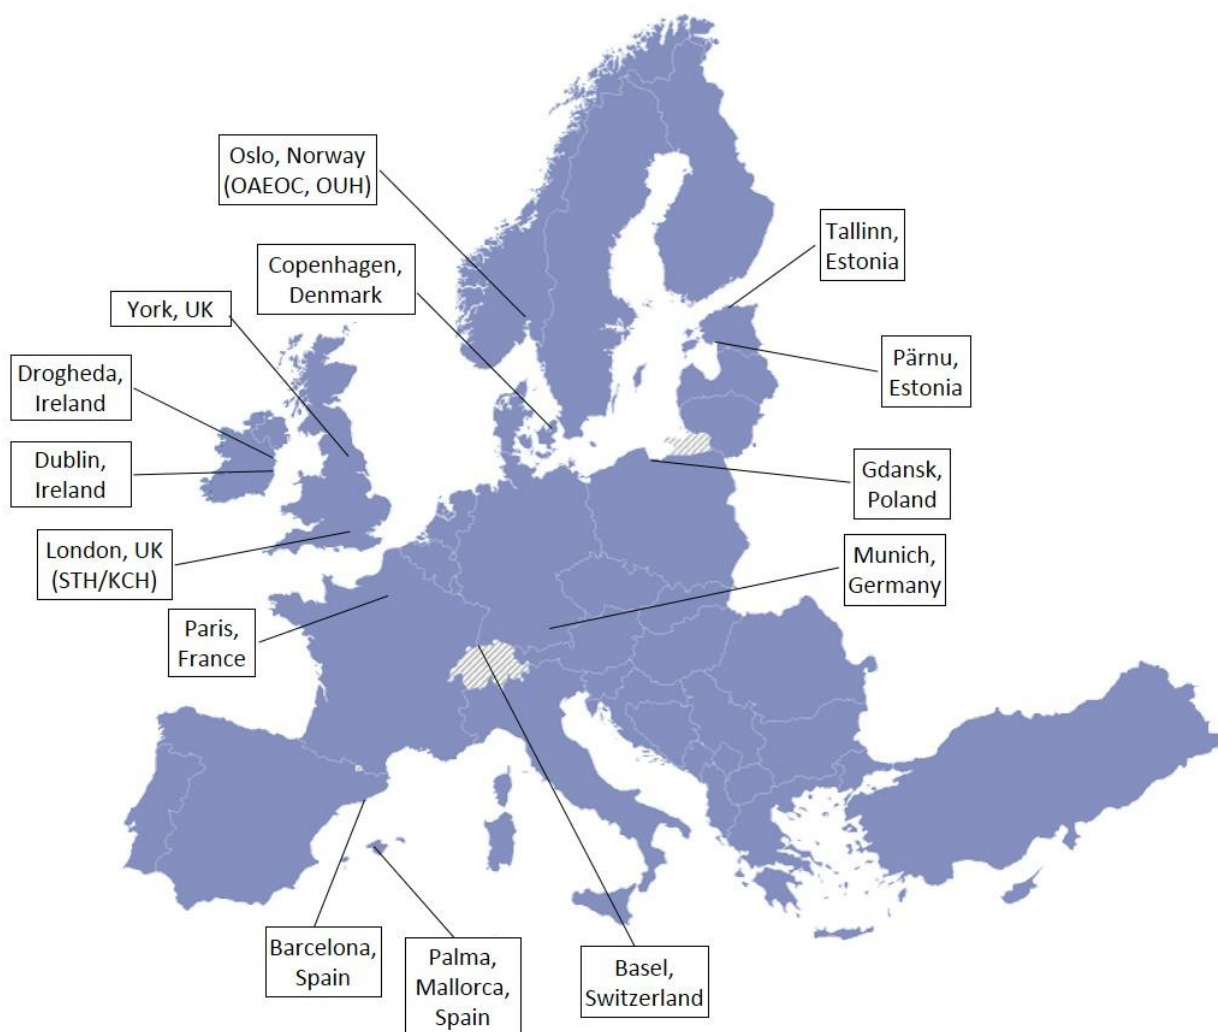 Oslo, Norway
(OAEOC, OUH)
Tallinn,
Estonia
Copenhagen,
Denmark
York, UK
Pärnu,
Estonia
Drogheda,
Ireland
Dublin,
Ireland
Gdansk,
Poland
London, UK
(STH/KCH)
Munich,
Germany
Paris,
France
Barcelona,
Spain
Palma,
Mallorca,
Spain
Basel,
Switzerland